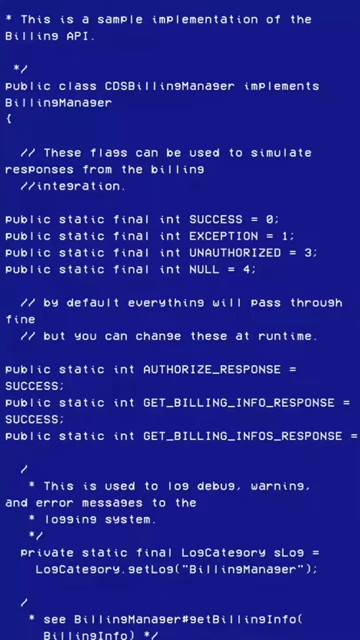 * This is a sample implementation of the
Billing API.
*/
public class CDSBillingManager implements
BillingManager
{
// These flags can be used to simulate
responses from the billing
//integration.
public static final int SUCCESS = 0;
public static final int EXCEPTION = 1;
public static final int UNAUTHORIZED = 3;
public static final int NULL = 4;
// by default everything will pass through
fine
// but you can change these at runtime.
public static int AUTHORIZE_RESPONSE =
SUCCESS;
public static int GET_BILLING_INFO_RESPONSE =
SUCCESS;
public static int GET_BILLING_INFOS_RESPONSE =
/
* This is used to log debug, warning,
and error messages to the
* logging system.
*/
private static final LogCategory sLog =
LogCategory.getLog("BillingManager");
/
* see BillingManager#getBillingInfo(
BillingInfo) */